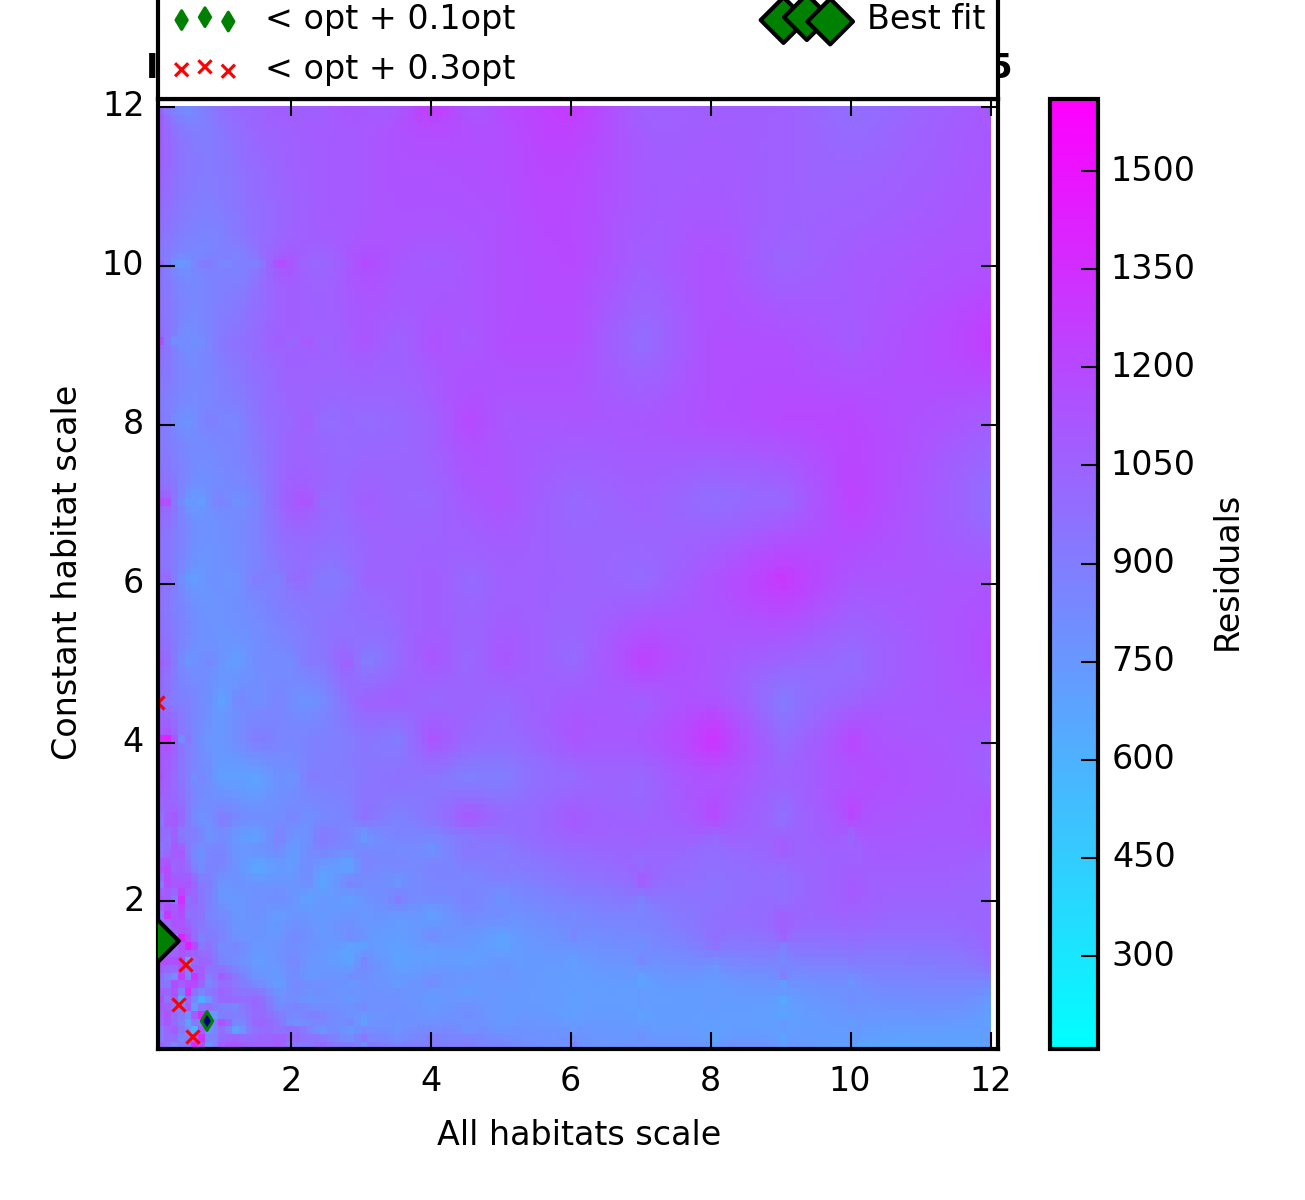 < opt + 0.1opt Best fit
< opt + 0.3opt
12
10
8
6
4
2
Constant habitat scale
2 4 6 8 10 12
All habitats scale
1500
1350
1200
1050
900
750
600
450
300
Residuals